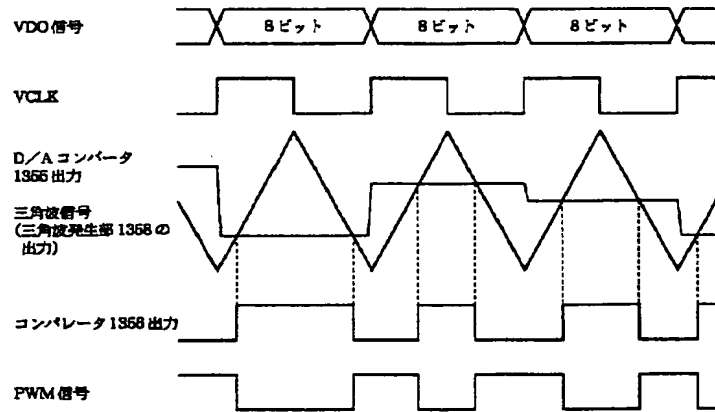 VDO信号
8ビット
8ビット
8ビット
VCLK
D／Aコンバータ
1356出力
三角波信号
(三角波発生部1358の
出力)
コンパレータ1358出力
PWM信号